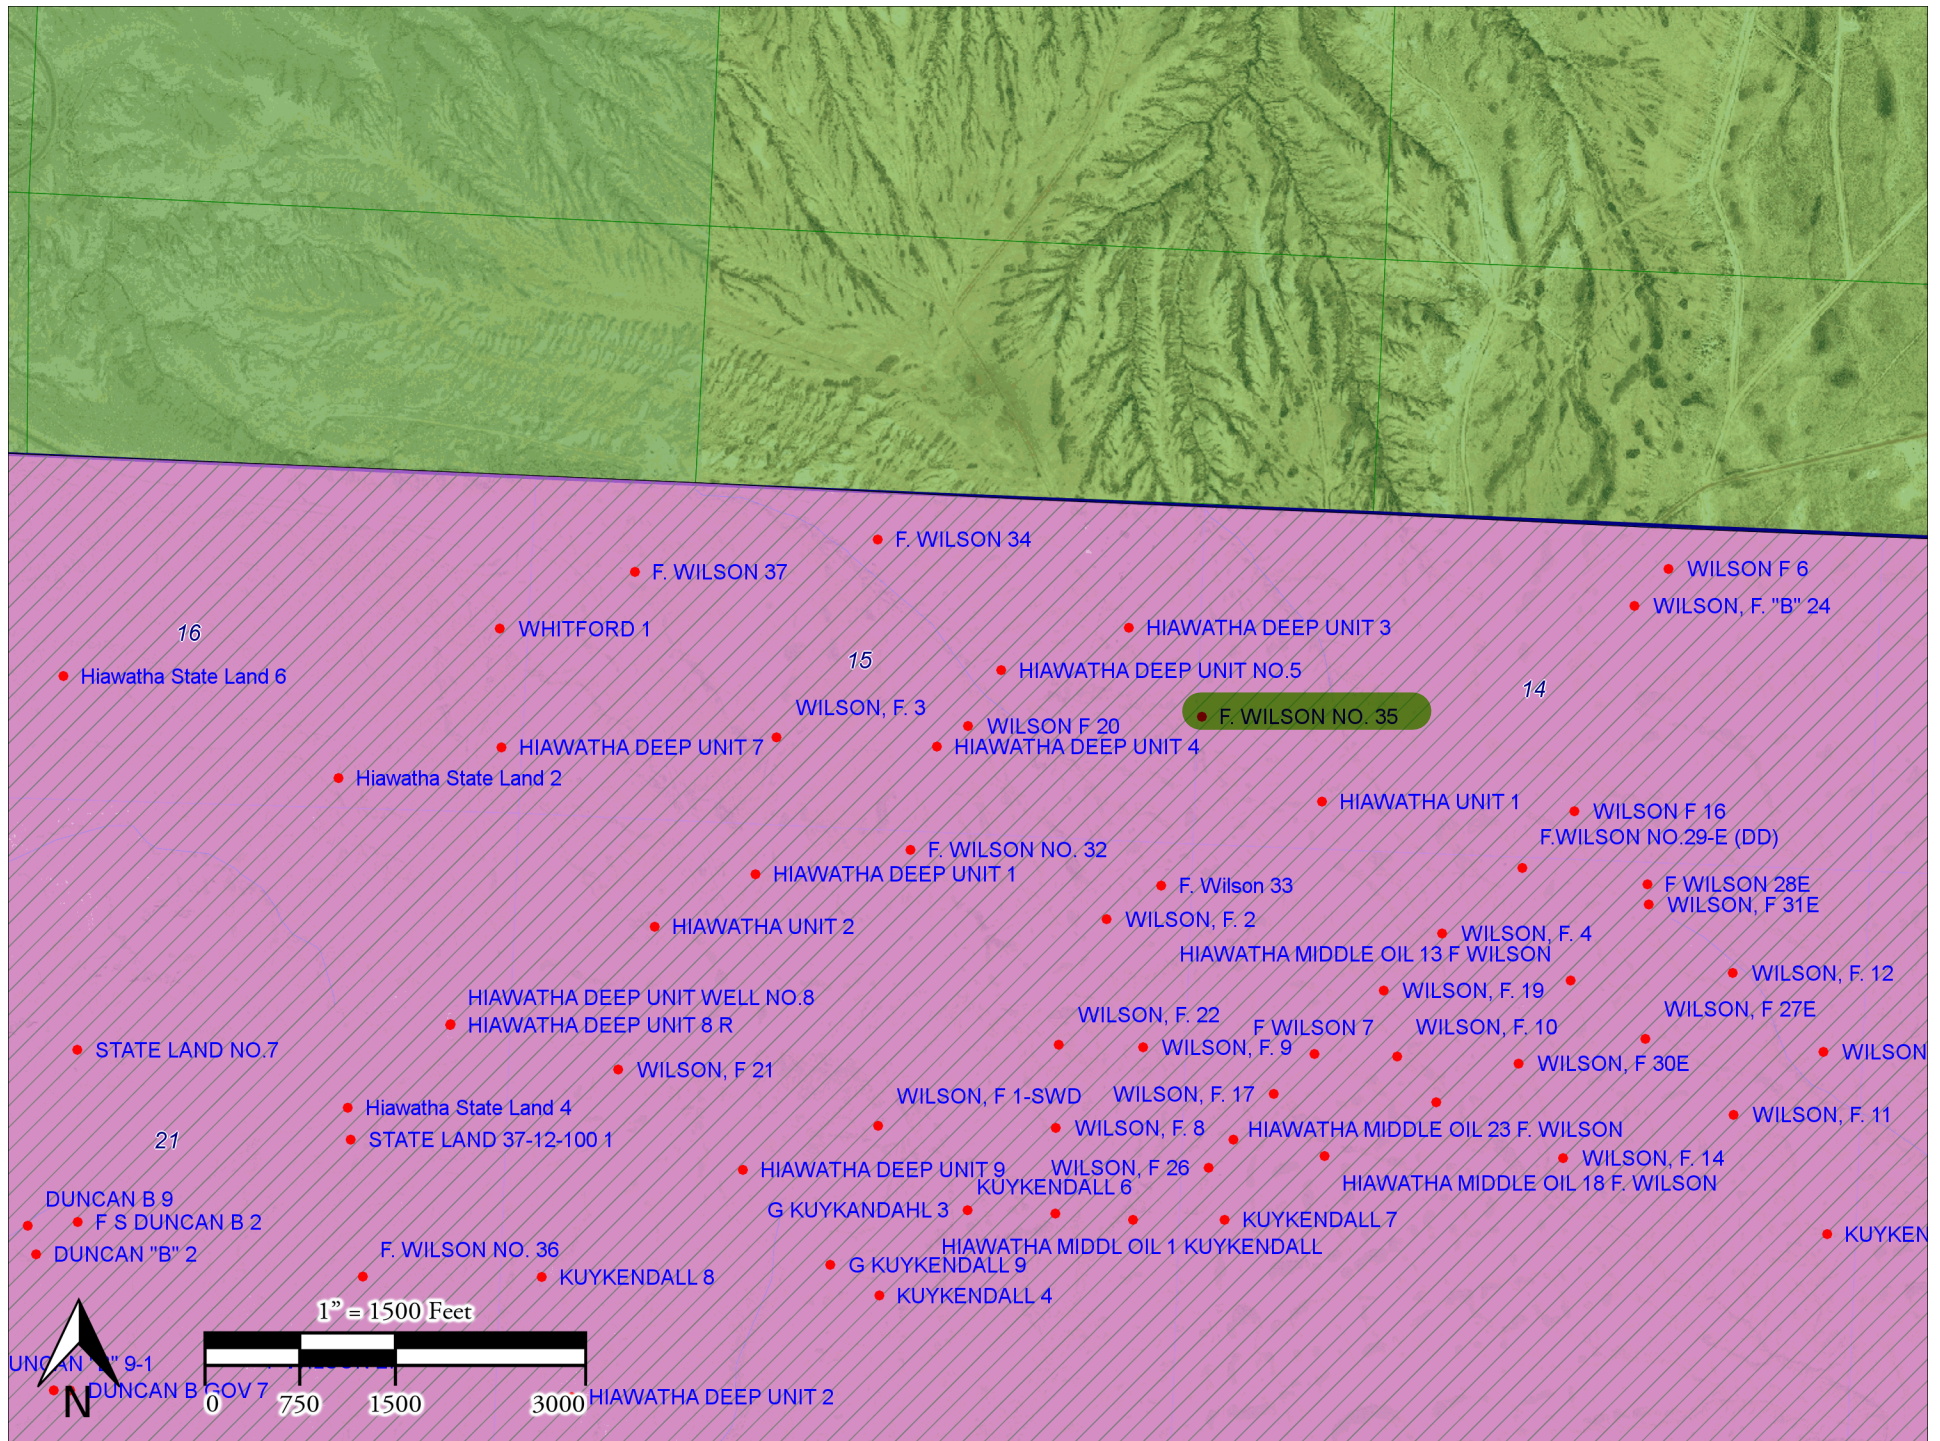 F. WILSON 34
F. WILSON 37
WILSON F 6
WILSON, F. "B" 24
16
WHITFORD 1
HIAWATHA DEEP UNIT 3
15
Hiawatha State Land 6
HIAWATHA DEEP UNIT NO.5
14
WILSON, F. 3
F. WILSON NO. 35
WILSON F 20
HIAWATHA DEEP UNIT 7
HIAWATHA DEEP UNIT 4
Hiawatha State Land 2
HIAWATHA UNIT 1
WILSON F 16
F.WILSON NO.29-E (DD)
F. WILSON NO. 32
HIAWATHA DEEP UNIT 1
F. Wilson 33
F WILSON 28E
WILSON, F 31E
WILSON, F. 2
HIAWATHA UNIT 2
WILSON, F. 4
HIAWATHA MIDDLE OIL 13 F WILSON
WILSON, F. 12
WILSON, F. 19
HIAWATHA DEEP UNIT WELL NO.8
WILSON, F 27E
WILSON, F. 22
HIAWATHA DEEP UNIT 8 R
F WILSON 7
WILSON, F. 10
STATE LAND NO.7
WILSON, F. 9
WILSON
WILSON, F 30E
WILSON, F 21
WILSON, F 1-SWD
WILSON, F. 17
Hiawatha State Land 4
WILSON, F. 11
WILSON, F. 8
HIAWATHA MIDDLE OIL 23 F. WILSON
21
STATE LAND 37-12-100 1
WILSON, F. 14
HIAWATHA DEEP UNIT 9
WILSON, F 26
HIAWATHA MIDDLE OIL 18 F. WILSON
KUYKENDALL 6
DUNCAN B 9
G KUYKANDAHL 3
F S DUNCAN B 2
KUYKENDALL 7
KUYKEN
DUNCAN "B" 2
F. WILSON NO. 36
HIAWATHA MIDDL OIL 1 KUYKENDALL
G KUYKENDALL 9
KUYKENDALL 8
KUYKENDALL 4
1” = 1500 Feet
9-1
DUNCAN B GOV 7
N
0 750 1500 3000
HIAWATHA DEEP UNIT 2